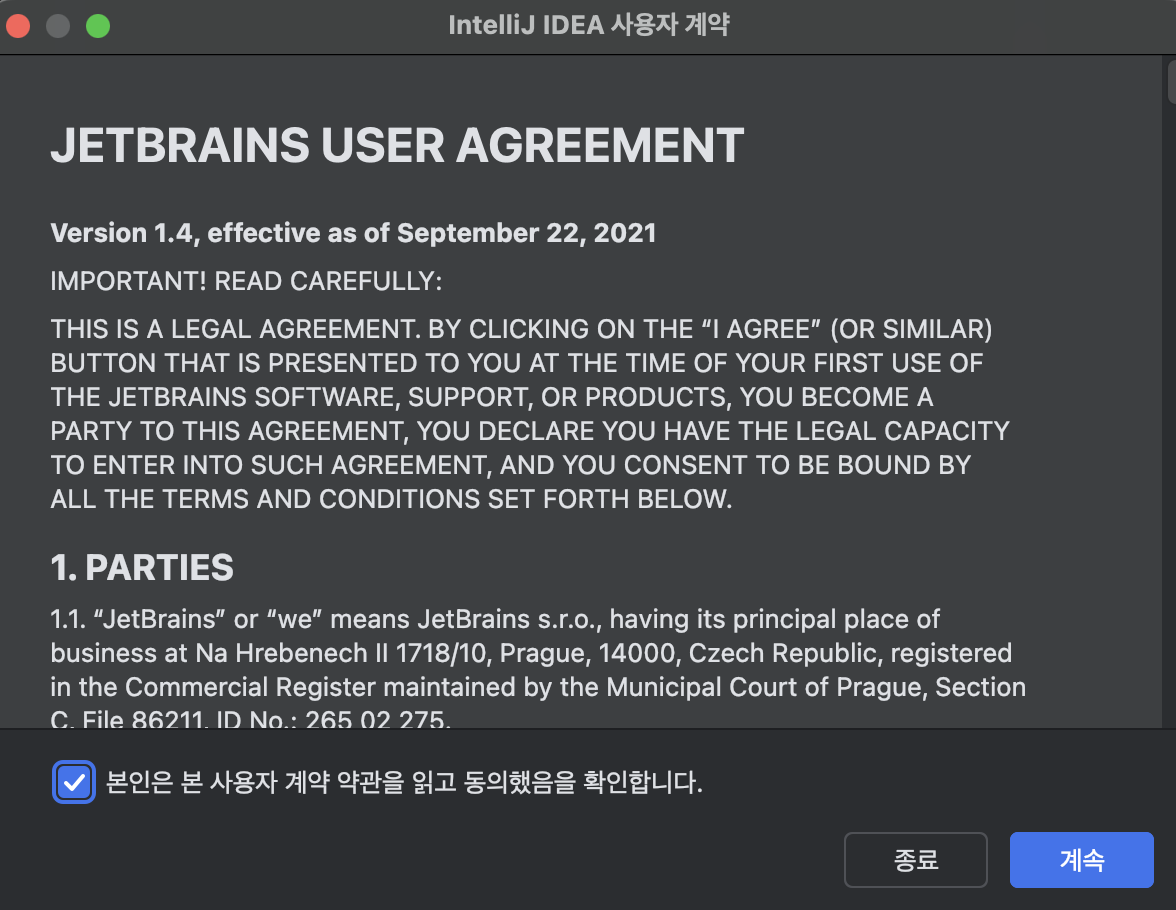 IntelliJ IDEA 사용자 계약
JETBRAINS USER AGREEMENT
Version 1.4, effective as of September 22, 2021
IMPORTANT! READ CAREFULLY:
THIS IS A LEGAL AGREEMENT. BY CLICKING ON THE “I AGREE” (OR SIMILAR)
BUTTON THAT IS PRESENTED TO YOU AT THE TIME OF YOUR FIRST USE OF
THE JETBRAINS SOFTWARE, SUPPORT, OR PRODUCTS, YOU BECOME A
PARTY TO THIS AGREEMENT, YOU DECLARE YOU HAVE THE LEGAL CAPACITY
TO ENTER INTO SUCH AGREEMENT, AND YOU CONSENT TO BE BOUND BY
ALL THE TERMS AND CONDITIONS SET FORTH BELOW.
1. PARTIES
1.1. “JetBrains” or “we” means JetBrains s.r.o., having its principal place of
business at Na Hrebenech II 1718/10, Prague, 14000, Czech Republic, registered
in the Commercial Register maintained by the Municipal Court of Prague, Section
C, File 86211, ID No.: 265 02 275.
본인은 본 사용자 계약 약관을 읽고 동의했음을 확인합니다.
종료
계속